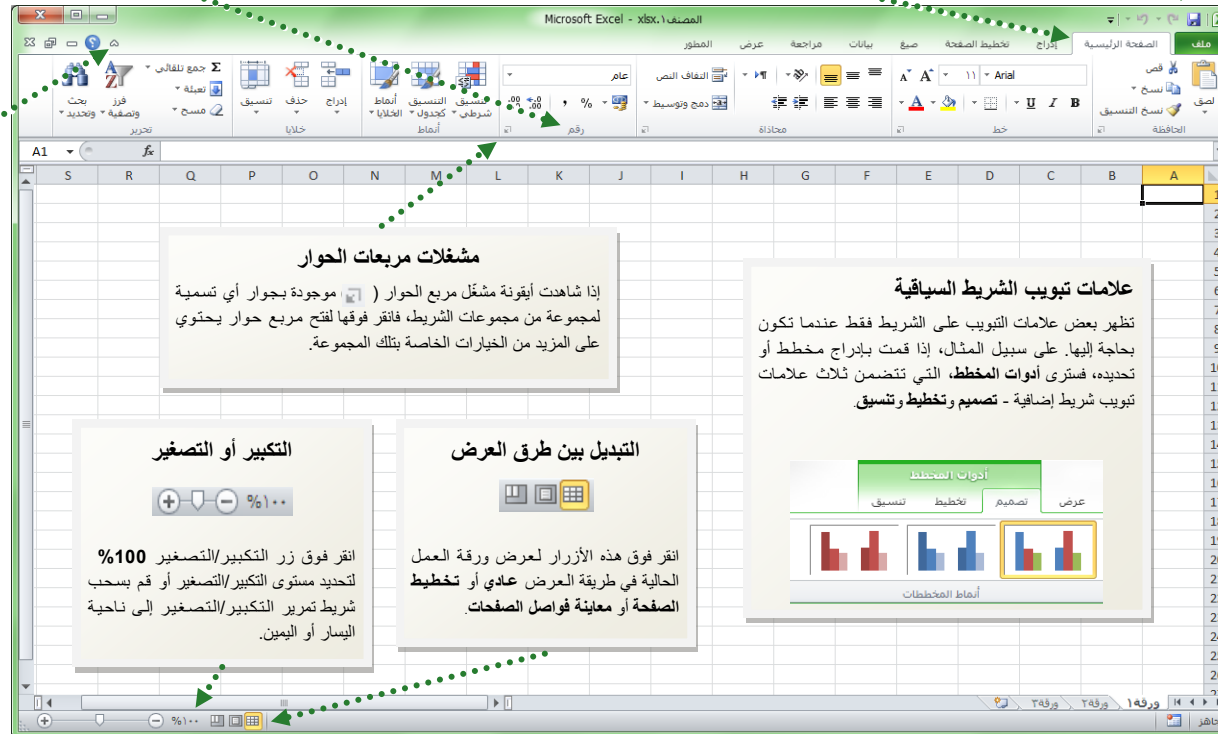 المصنف١.xlsx - Microsoft Excel
ملف الصفحة الرئيسية إدراج تخطيط الصفحة صيغ بيانات مراجعة عرض المطور
قص
نسخ
نسخ التنسيق
لصق
الحافظة
Arial ١١
B I U
خط
التفاف النص
دمج وتوسيط
محاذاة
عام
%
رقم
تنسيق شرطي
التنسيق كجدول
أنماط الخلايا
أنماط
إدراج
حذف
تنسيق
خلايا
جمع تلقائي
تعبئة
مسح
فرز وتصفية
بحث وتحديد
تحرير
A1 fx
A B C D E F G H I J K L M N O P Q R S
علامات تبويب الشريط السياقية
تظهر بعض علامات التبويب على الشريط فقط عندما تكون
بحاجة إليها. على سبيل المثال، إذا قمت بإدراج مخطط أو
تحديده، فسترى أدوات المخطط، التي تتضمن ثلاث علامات
تبويب شريط إضافية - تصميم وتخطيط وتنسيق.
أدوات المخطط
عرض تصميم تخطيط تنسيق
أنماط المخططات
مشغلات مربعات الحوار
إذا شاهدت أيقونة مشغّل مربع الحوار ( ) موجودة بجوار أي تسمية
لمجموعة من مجموعات الشريط، فانقر فوقها لفتح مربع حوار يحتوي
على المزيد من الخيارات الخاصة بتلك المجموعة.
التبديل بين طرق العرض
انقر فوق هذه الأزرار لعرض ورقة العمل
الحالية في طريقة العرض عادي أو تخطيط
الصفحة أو معاينة فواصل الصفحات.
التكبير أو التصغير
%١٠٠
انقر فوق زر التكبير/التصغير 100%
لتحديد مستوى التكبير/التصغير أو قم بسحب
شريط تمرير التكبير/التصغير إلى ناحية
اليسار أو اليمين.
ورقة١ ورقة٢ ورقة٣
جاهز
%١٠٠